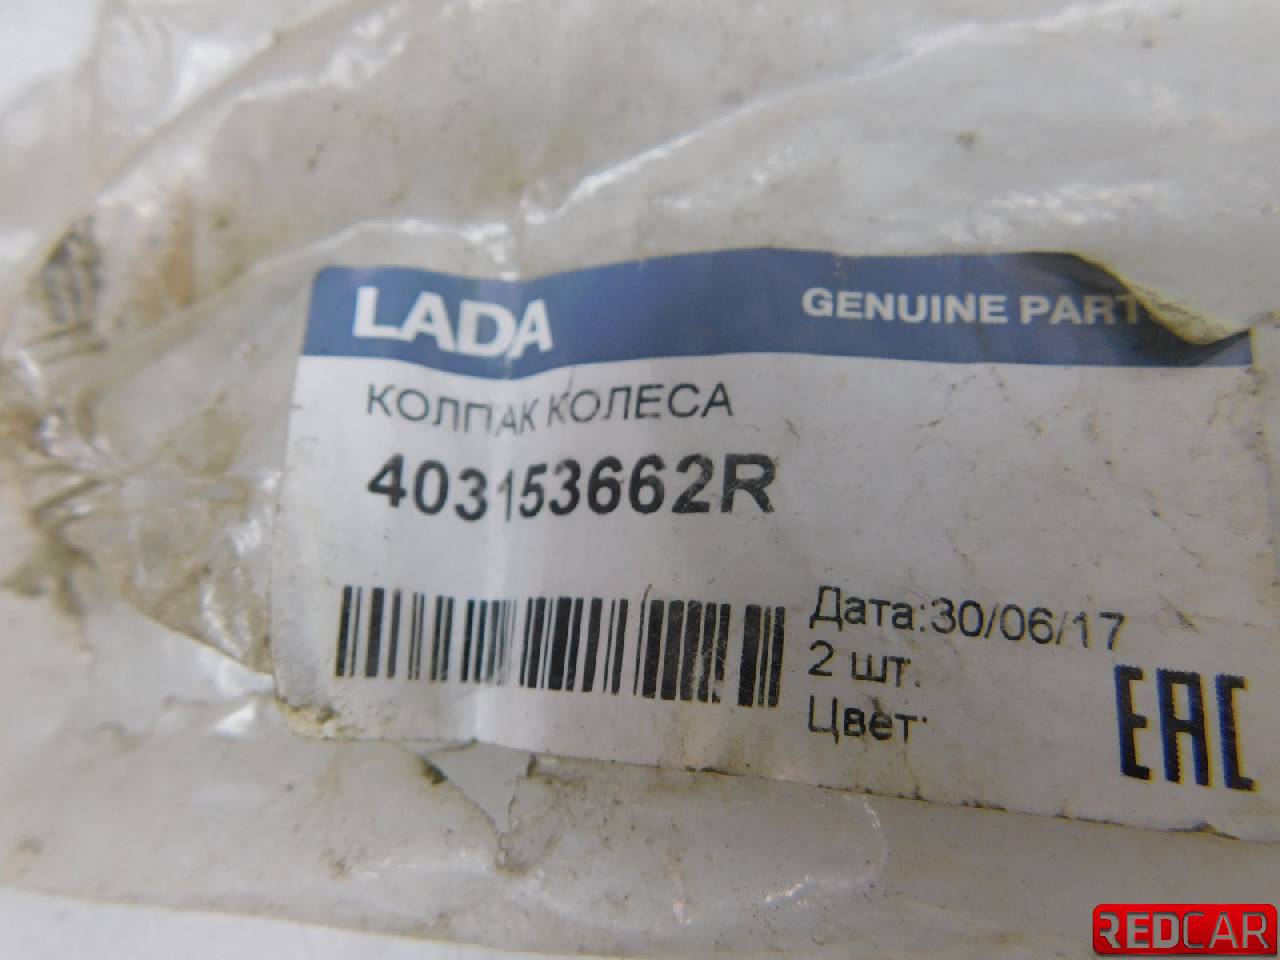 LADA GENUINE PART
КОЛПАК КОЛЕСА
403153662R
Дата:30/06/17
2 шт.
Цвет
EAC
REDCAR